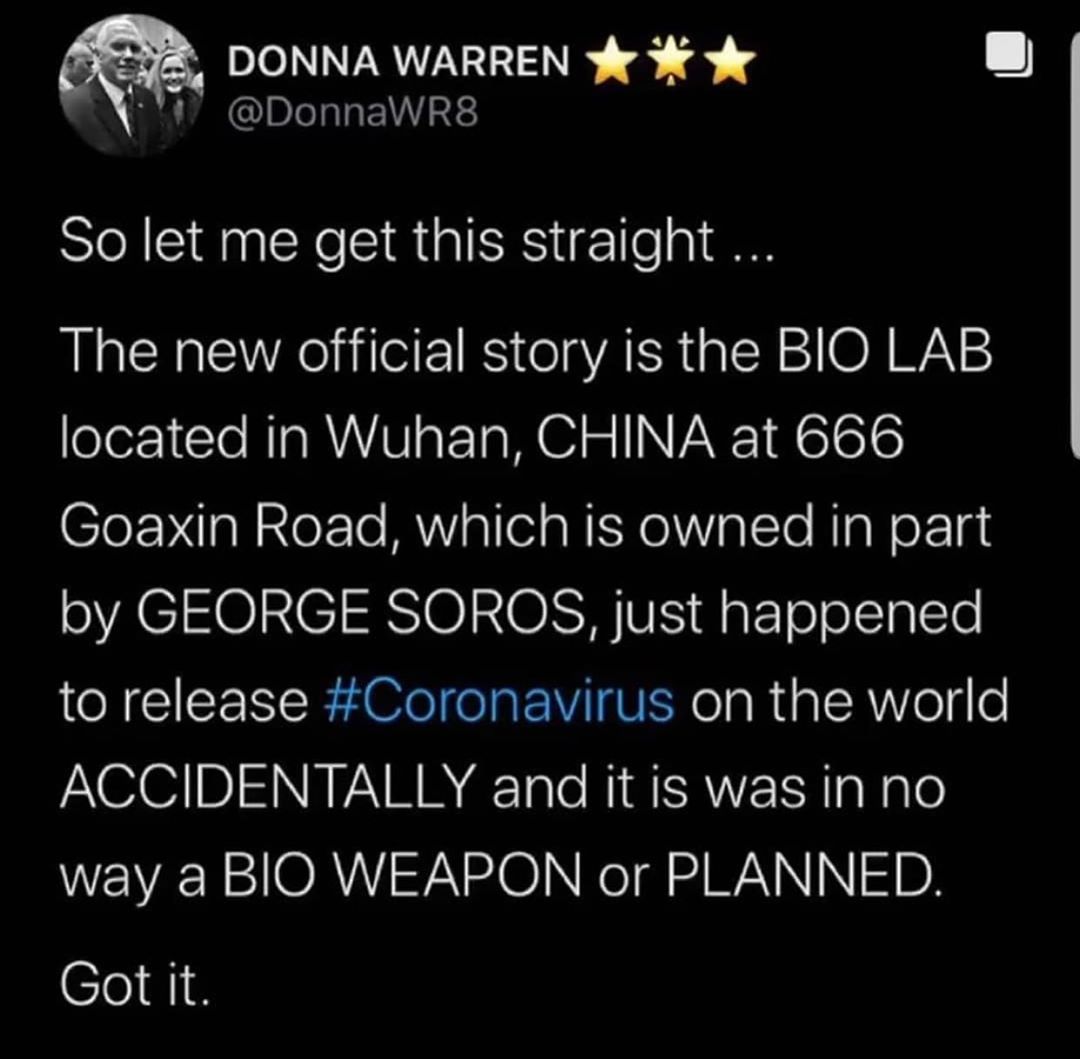 DONNA WARREN ⭐🌟⭐
@DonnaWR8
So let me get this straight ...
The new official story is the BIO LAB
located in Wuhan, CHINA at 666
Goaxin Road, which is owned in part
by GEORGE SOROS, just happened
to release #Coronavirus on the world
ACCIDENTALLY and it is was in no
way a BIO WEAPON or PLANNED.
Got it.